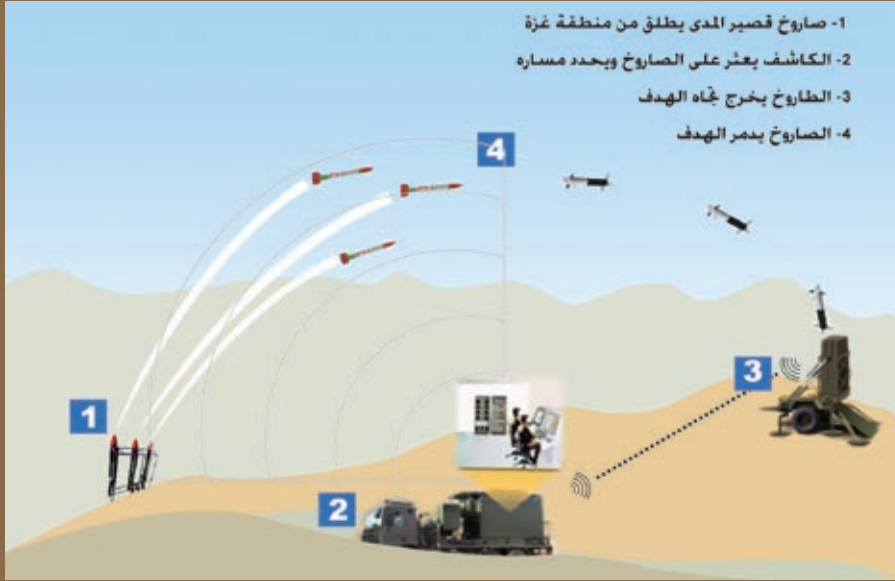 1- صاروخ قصير المدى يطلق من منطقة غزة
2- الكاشف يعثر على الصاروخ ويحدد مساره
3- الطاروخ يخرج تجاه الهدف
4- الصاروخ يدمر الهدف
4
3
1
2